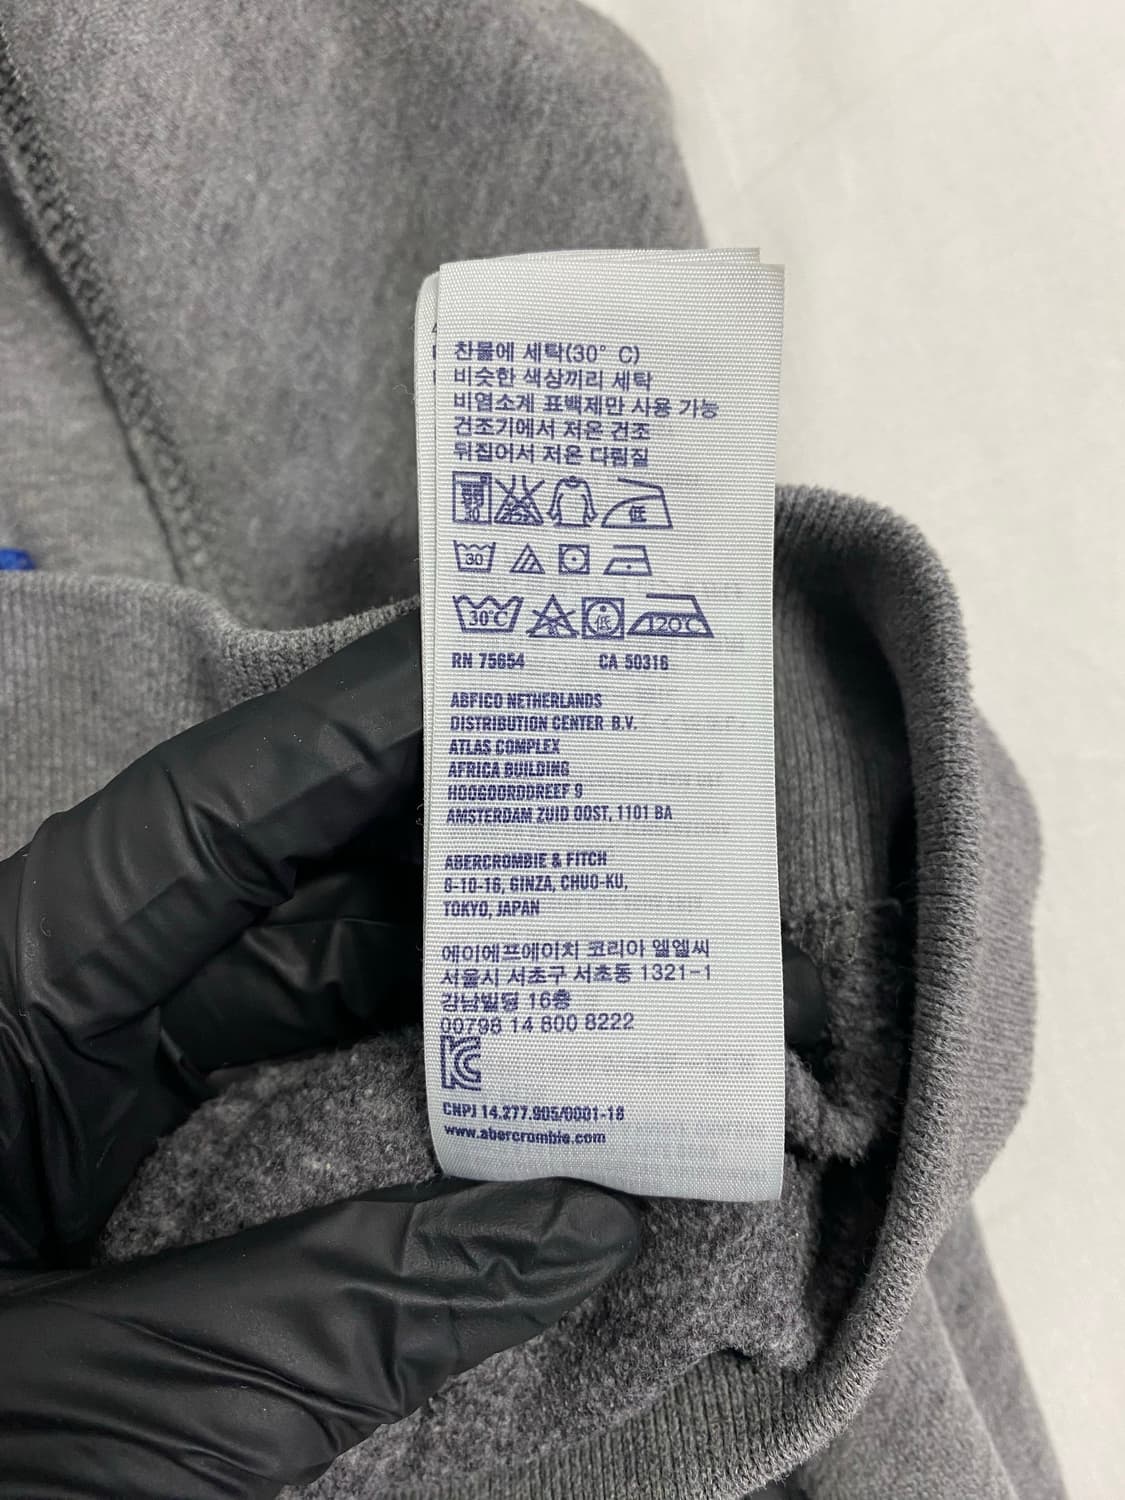 찬물에 세탁(30° C)
비슷한 색상끼리 세탁
비염소계 표백제만 사용 가능
건조기에서 저온 건조
뒤집어서 저온 다림질
30 低
30
30°C 低 120°C
RN 75654 CA 50316
ABFICO NETHERLANDS
DISTRIBUTION CENTER B.V.
ATLAS COMPLEX
AFRICA BUILDING
HOOGOORDDREEF 9
AMSTERDAM ZUID OOST, 1101 BA
ABERCROMBIE & FITCH
6-10-16, GINZA, CHUO-KU,
TOKYO, JAPAN
에이에프에이치 코리아 엘엘씨
서울시 서초구 서초동 1321-1
강남빌딩 16층
00798 14 800 8222
KC
CNPJ 14.277.905/0001-18
www.abercrombie.com